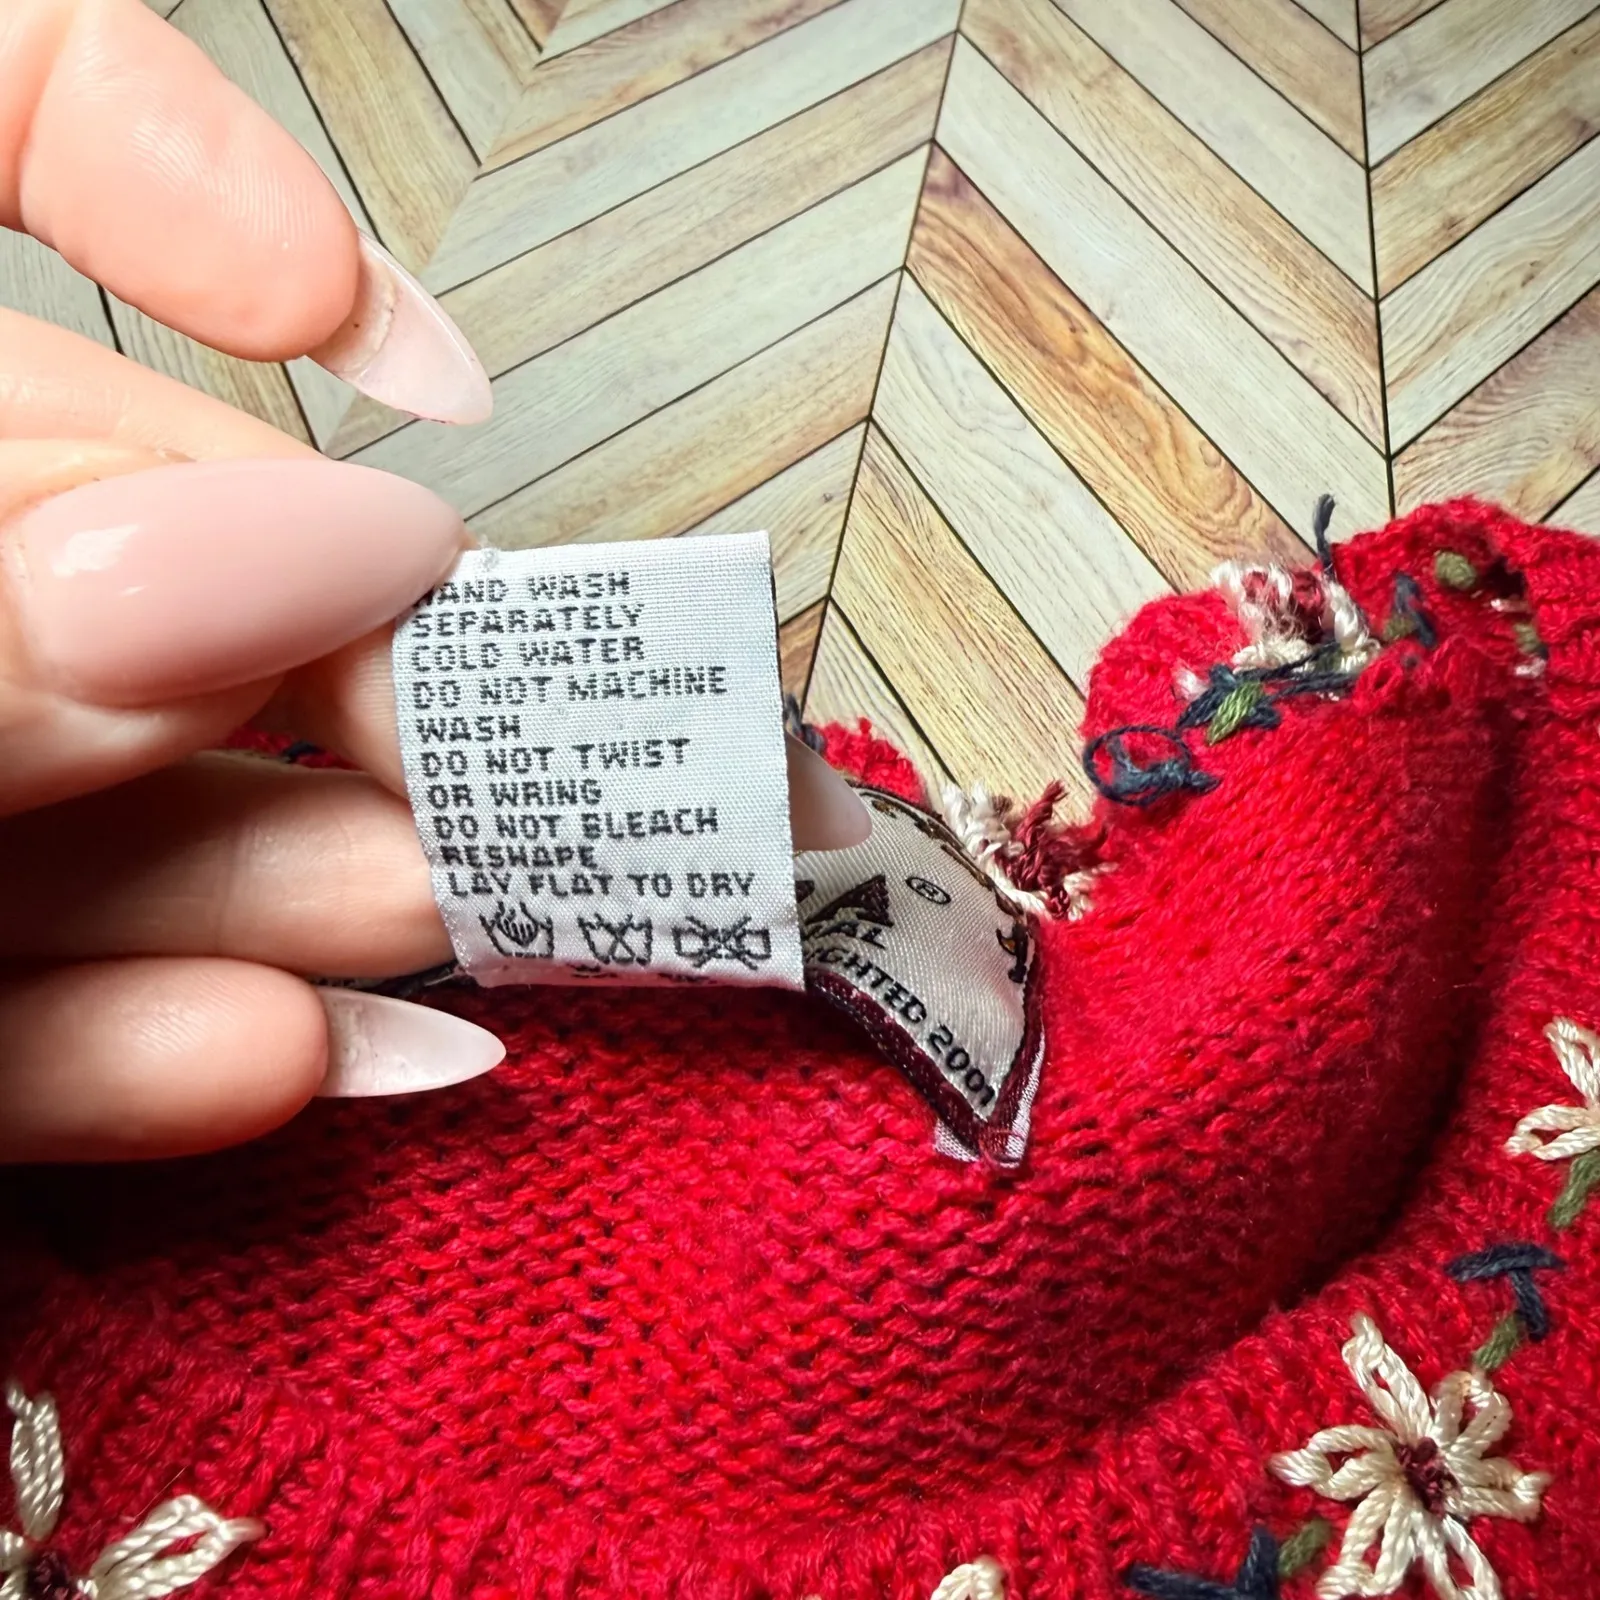 HAND WASH
SEPARATELY
COLD WATER
DO NOT MACHINE
WASH
DO NOT TWIST
OR WRING
DO NOT BLEACH
RESHAPE
LAY FLAT TO DRY
®
2001